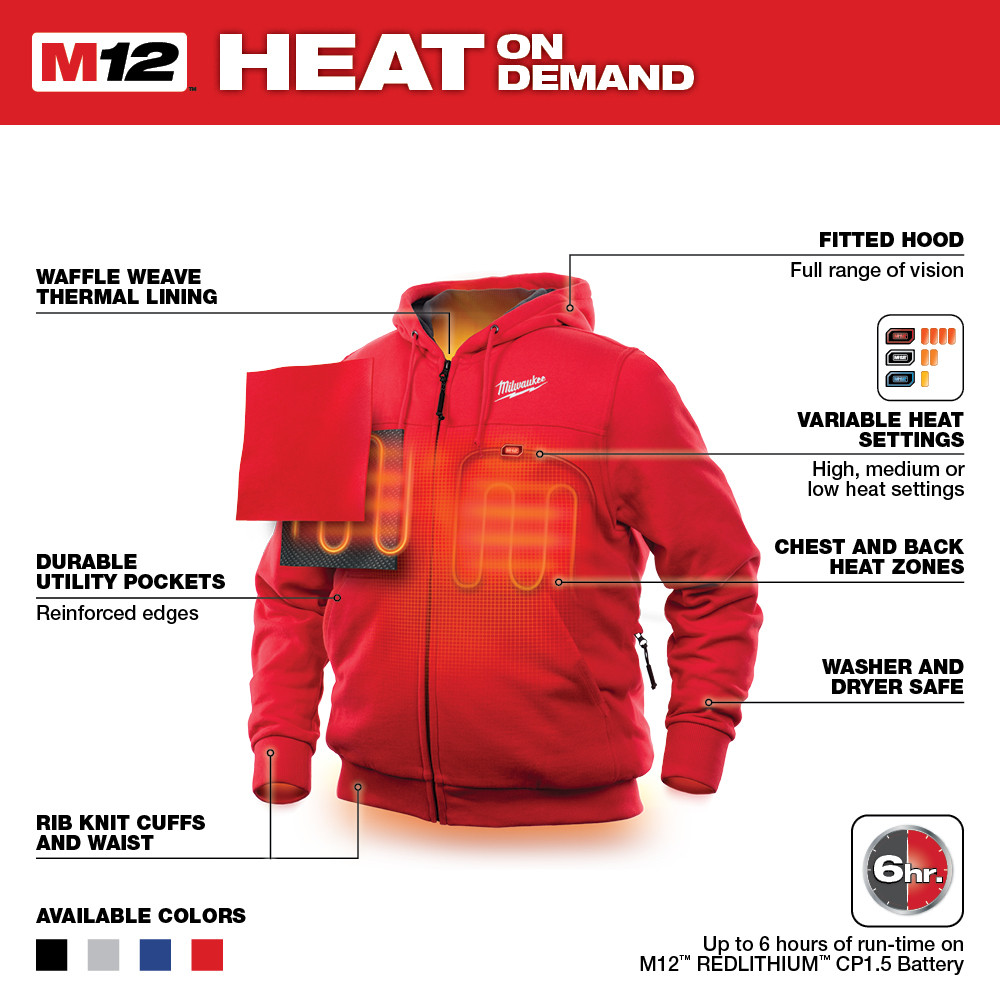 M12™ HEAT ON
DEMAND
WAFFLE WEAVE
THERMAL LINING
FITTED HOOD
Full range of vision
Milwaukee
VARIABLE HEAT
SETTINGS
High, medium or
low heat settings
CHEST AND BACK
HEAT ZONES
DURABLE
UTILITY POCKETS
Reinforced edges
WASHER AND
DRYER SAFE
RIB KNIT CUFFS
AND WAIST
6hr.
AVAILABLE COLORS
Up to 6 hours of run-time on
M12™ REDLITHIUM™ CP1.5 Battery